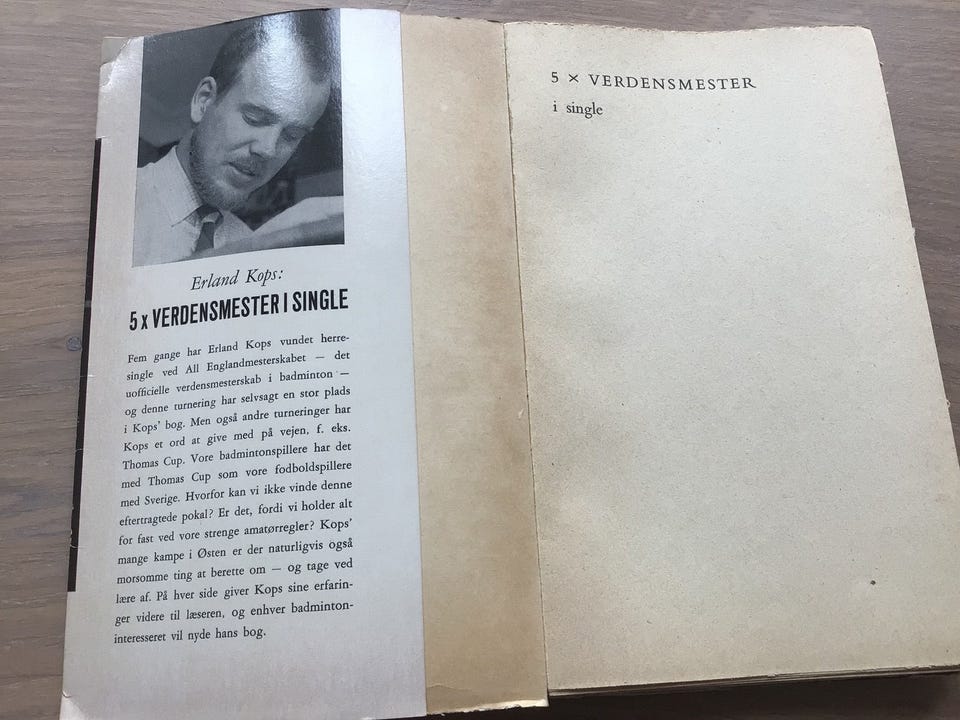 Erland Kops:
5 x VERDENSMESTER I SINGLE
Fem gange har Erland Kops vundet herre-
single ved All Englandmesterskabet — det
uofficielle verdensmesterskab i badminton —
og denne turnering har selvsagt en stor plads
i Kops' bog. Men også andre turneringer har
Kops et ord at give med på vejen, f. eks.
Thomas Cup. Vore badmintonspillere har det
med Thomas Cup som vore fodboldspillere
med Sverige. Hvorfor kan vi ikke vinde denne
eftertragtede pokal? Er det, fordi vi holder alt
for fast ved vore strenge amatørregler? Kops'
mange kampe i Østen er der naturligvis også
morsomme ting at berette om — og tage ved
lære af. På hver side giver Kops sine erfarin-
ger videre til læseren, og enhver badminton-
interesseret vil nyde hans bog.
5 × VERDENSMESTER
i single